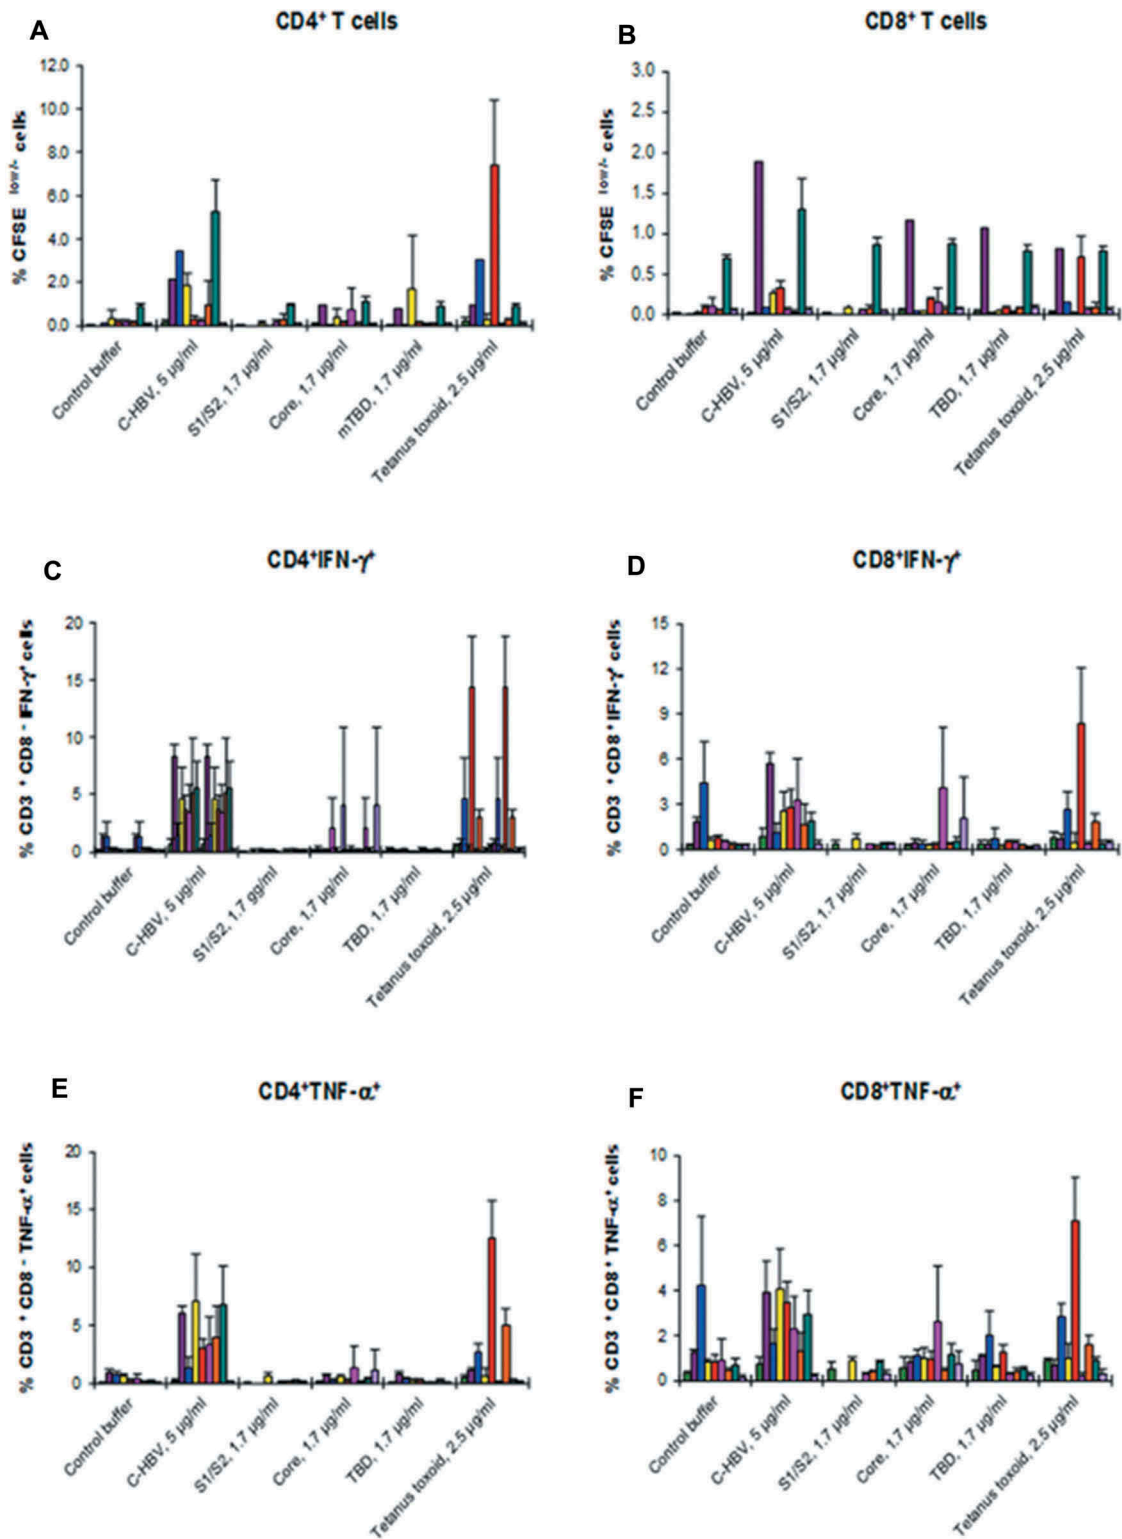 A
CD4⁺ T cells
% CFSE low/- cells
12.0
10.0
8.0
6.0
4.0
2.0
0.0
Control buffer
C-HBV, 5 µg/ml
S1/S2, 1.7 µg/ml
Core, 1.7 µg/ml
mTBD, 1.7 µg/ml
Tetanus toxoid, 2.5 µg/ml
B
CD8⁺ T cells
% CFSE low/- cells
3.0
2.5
2.0
1.5
1.0
0.5
0.0
Control buffer
C-HBV, 5 µg/ml
S1/S2, 1.7 µg/ml
Core, 1.7 µg/ml
TBD, 1.7 µg/ml
Tetanus toxoid, 2.5 µg/ml
C
CD4⁺IFN-γ⁺
% CD3 ⁺ CD8 ⁻ IFN-γ⁺ cells
20
15
10
5
0
Control buffer
C-HBV, 5 µg/ml
S1/S2, 1.7 gg/ml
Core, 1.7 µg/ml
TBD, 1.7 µg/ml
Tetanus toxoid, 2.5 µg/ml
D
CD8⁺IFN-γ⁺
% CD3 ⁺ CD8 ⁺ IFN-γ⁺ cells
15
12
9
6
3
0
Control buffer
C-HBV, 5 µg/ml
S1/S2, 1.7 µg/ml
Core, 1.7 µg/ml
TBD, 1.7 µg/ml
Tetanus toxoid, 2.5 µg/ml
E
CD4⁺TNF-α⁺
% CD3 ⁺ CD8 ⁻ TNF-α⁺ cells
20
15
10
5
0
Control buffer
C-HBV, 5 µg/ml
S1/S2, 1.7 µg/ml
Core, 1.7 µg/ml
TBD, 1.7 µg/ml
Tetanus toxoid, 2.5 µg/ml
F
CD8⁺TNF-α⁺
% CD3 ⁺ CD8 ⁺ TNF-α⁺ cells
10
8
6
4
2
0
Control buffer
C-HBV, 5 µg/ml
S1/S2, 1.7 µg/ml
Core, 1.7 µg/ml
TBD, 1.7 µg/ml
Tetanus toxoid, 2.5 µg/ml